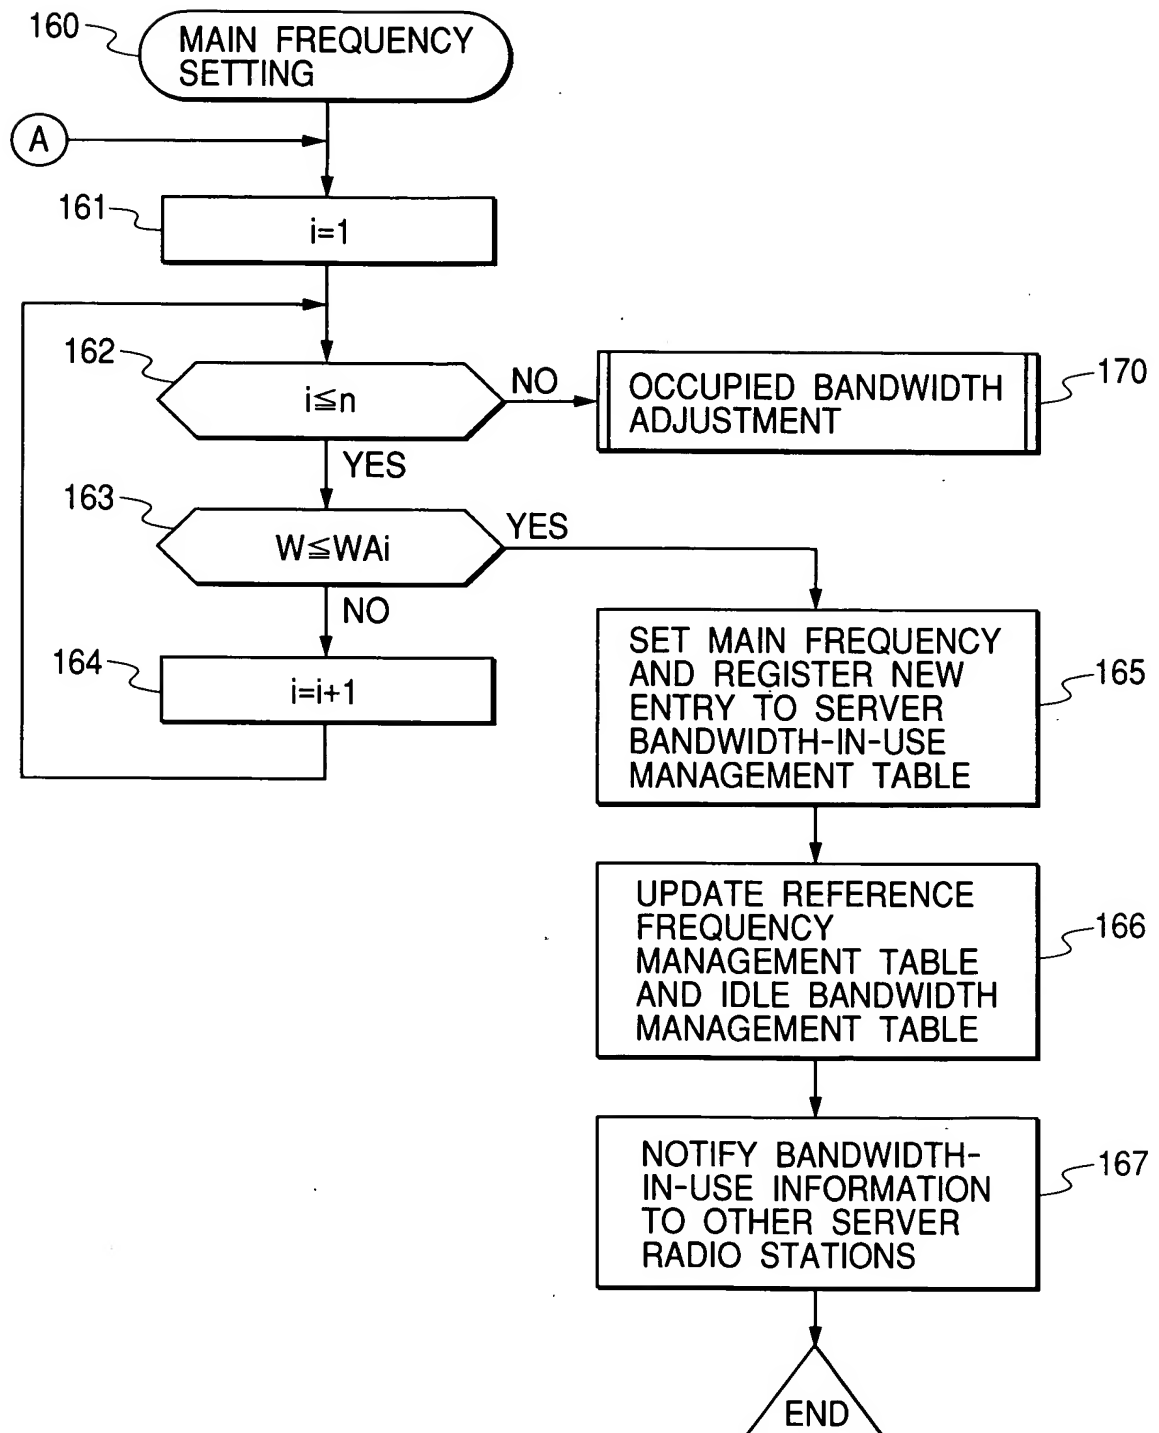 160
MAIN FREQUENCY
SETTING
A
161
i=1
162
i≦n
NO
OCCUPIED BANDWIDTH
ADJUSTMENT
170
YES
163
W≦WAi
YES
NO
164
i=i+1
SET MAIN FREQUENCY
AND REGISTER NEW
ENTRY TO SERVER
BANDWIDTH-IN-USE
MANAGEMENT TABLE
165
UPDATE REFERENCE
FREQUENCY
MANAGEMENT TABLE
AND IDLE BANDWIDTH
MANAGEMENT TABLE
166
NOTIFY BANDWIDTH-
IN-USE INFORMATION
TO OTHER SERVER
RADIO STATIONS
167
END